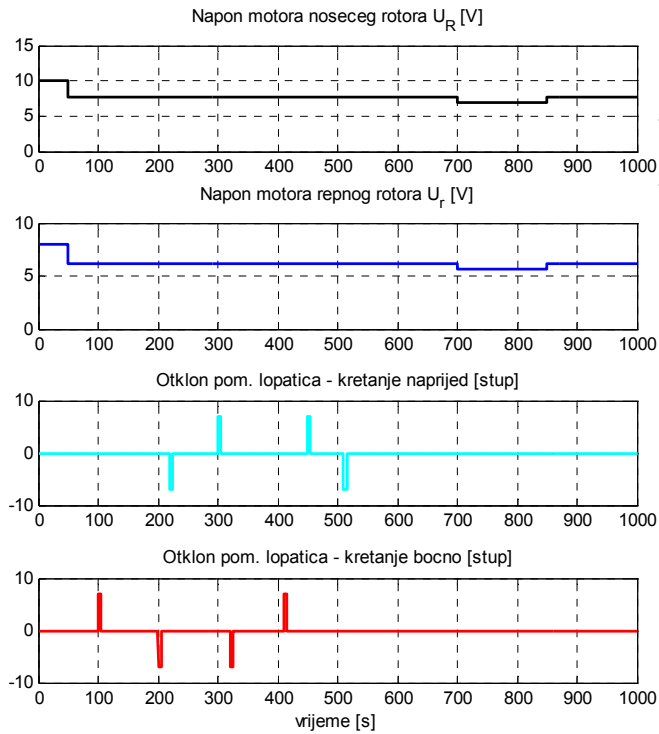 Napon motora noseceg rotora U_R [V]
15
10
5
0
0 100 200 300 400 500 600 700 800 900 1000
Napon motora repnog rotora U_r [V]
10
5
0
0 100 200 300 400 500 600 700 800 900 1000
Otklon pom. lopatica - kretanje naprijed [stup]
10
0
-10
0 100 200 300 400 500 600 700 800 900 1000
Otklon pom. lopatica - kretanje bocno [stup]
10
0
-10
0 100 200 300 400 500 600 700 800 900 1000
vrijeme [s]